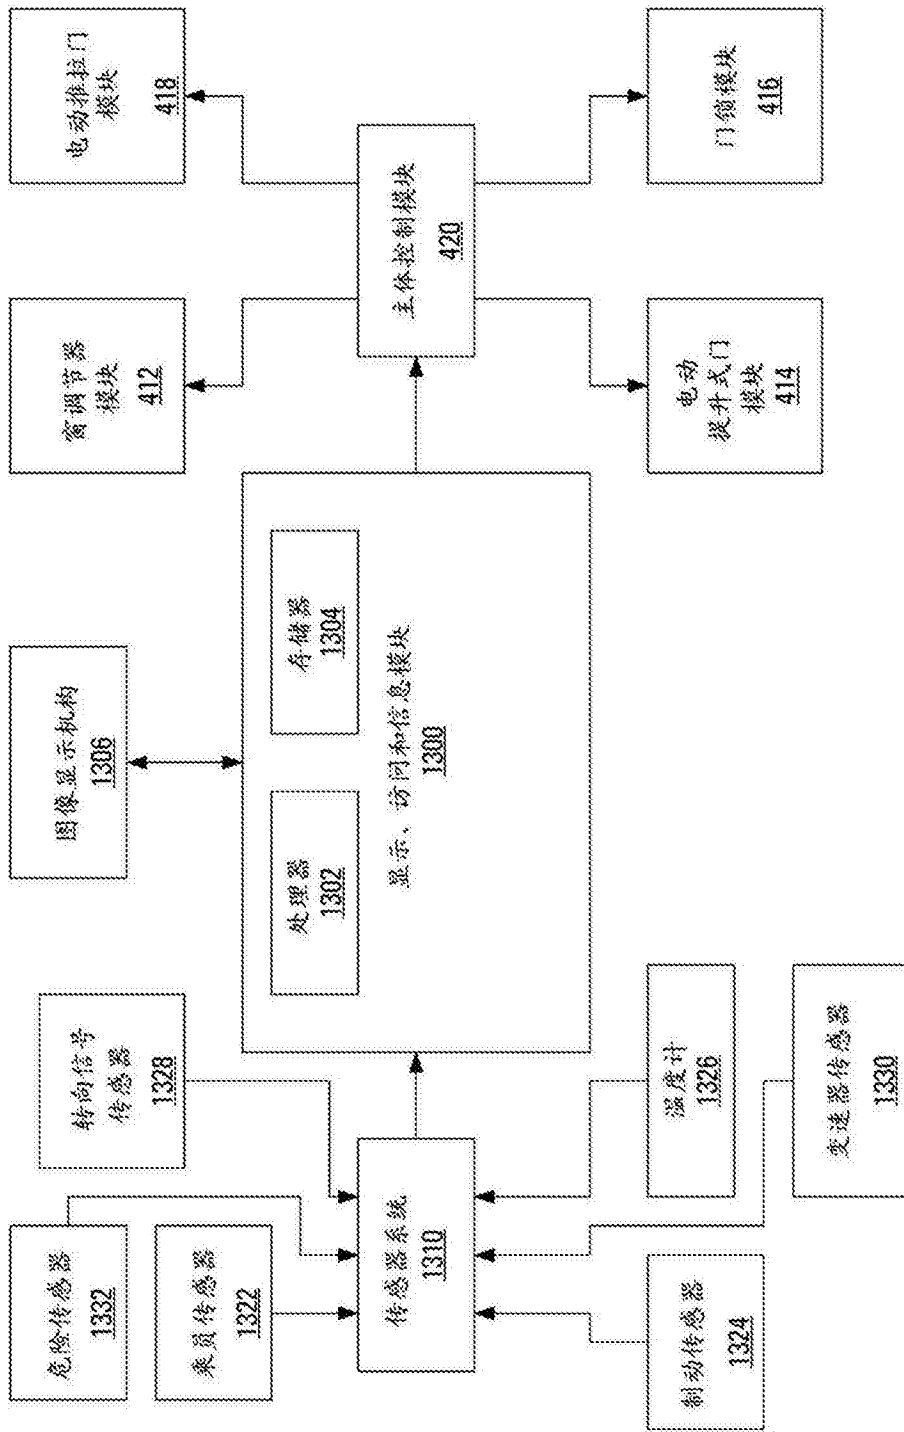 危险传感器
1332
乘员传感器
1322
转向信号
传感器
1328
传感器系统
1310
制动传感器
1324
温度计
1326
变速器传感器
1330
图像显示机构
1306
处理器
1302
存储器
1304
显示、访问和信息模块
1300
窗调节器
模块
412
电动推拉门
模块
418
主体控制模块
420
电动
提升式门
模块
414
门锁模块
416